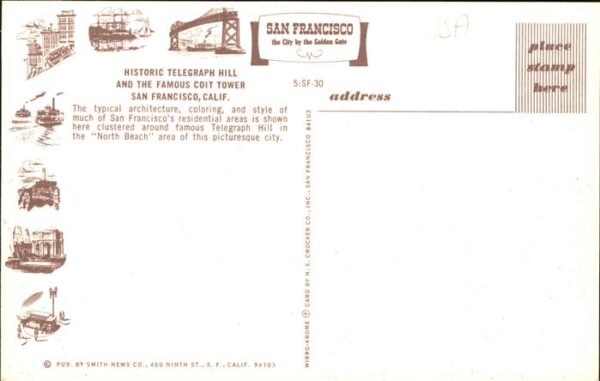 SAN FRANCISCO
the City by the Golden Gate
HISTORIC TELEGRAPH HILL
AND THE FAMOUS COIT TOWER
SAN FRANCISCO, CALIF.
5:SF-30
The typical architecture, coloring, and style of
much of San Francisco's residential areas is shown
here clustered around famous Telegraph Hill in
the "North Beach" area of this picturesque city.
address
place
stamp
here
MIRRO-KROME ® CARD BY H. S. CROCKER CO., INC., SAN FRANCISCO 94103
© PUB. BY SMITH NEWS CO., 460 NINTH ST., S. F., CALIF. 94103